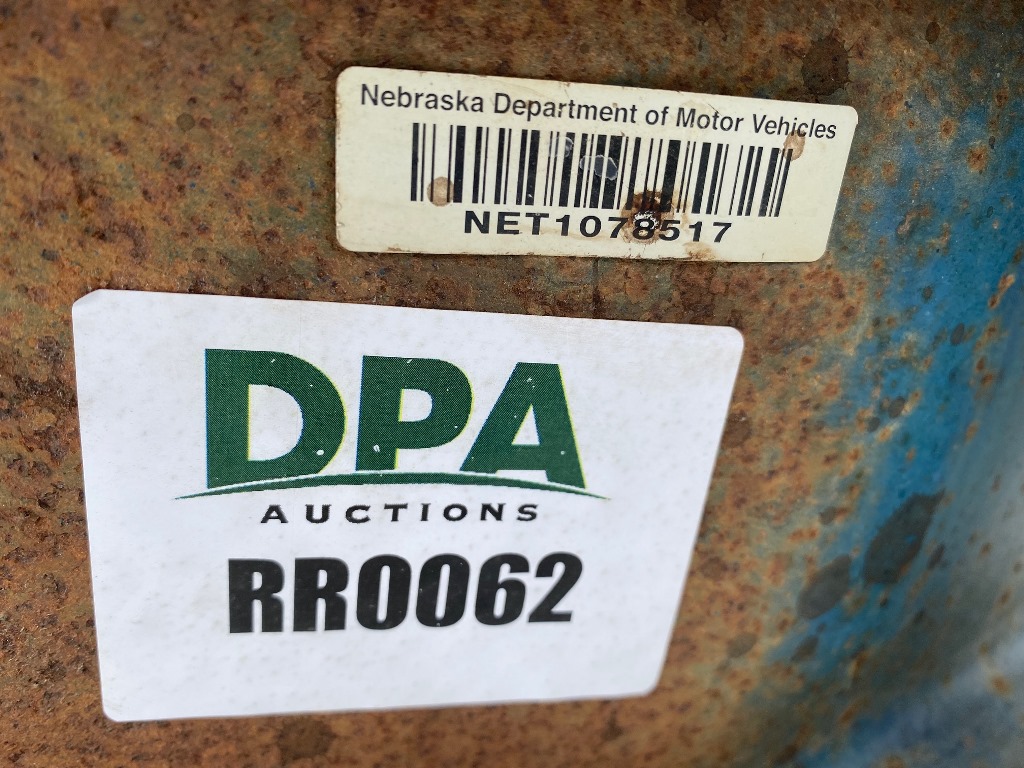 Nebraska Department of Motor Vehicles
NET1078517
DPA
AUCTIONS
RR0062